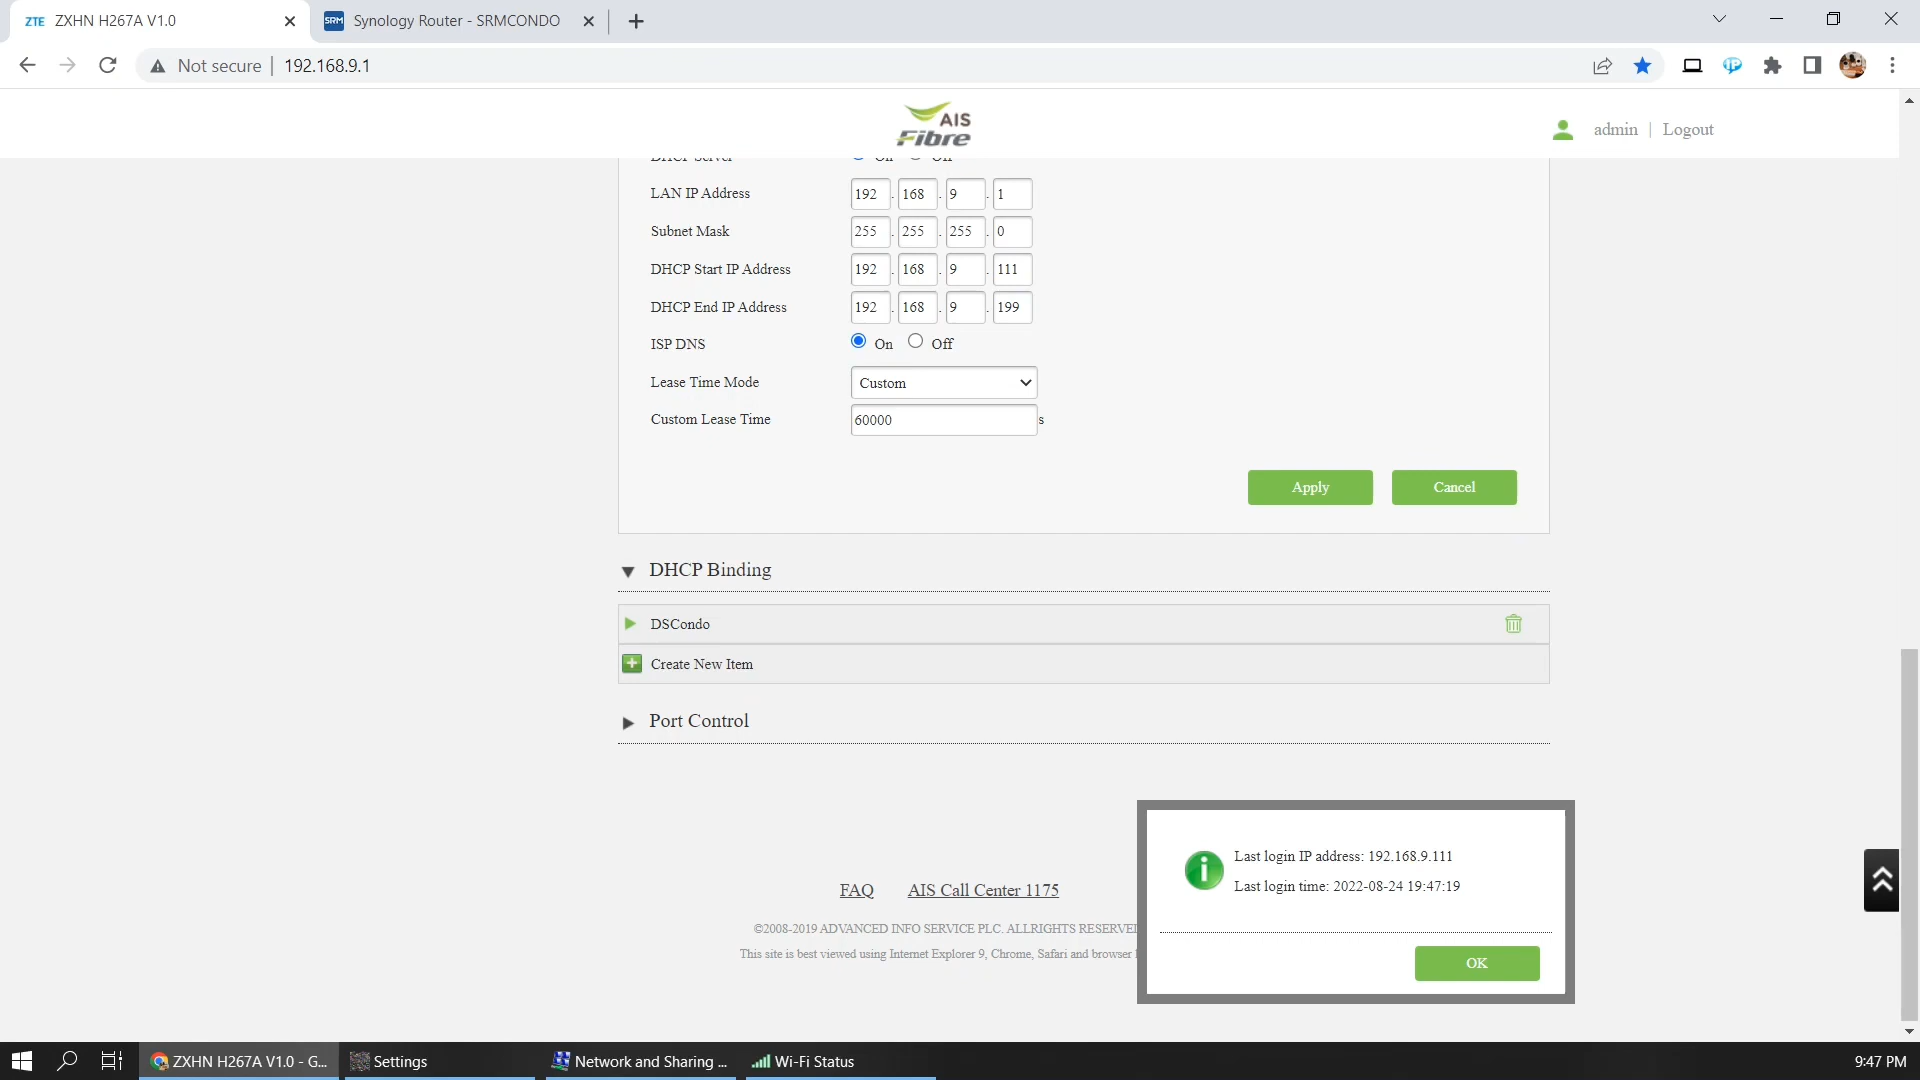 ZTE ZXHN H267A V1.0
SRM Synology Router - SRMCONDO
Not secure | 192.168.9.1
AIS Fibre
admin | Logout
DHCP Server On Off
LAN IP Address 192 . 168 . 9 . 1
Subnet Mask 255 . 255 . 255 . 0
DHCP Start IP Address 192 . 168 . 9 . 111
DHCP End IP Address 192 . 168 . 9 . 199
ISP DNS On Off
Lease Time Mode Custom
Custom Lease Time 60000 s
Apply Cancel
DHCP Binding
DSCondo
Create New Item
Port Control
Last login IP address: 192.168.9.111
Last login time: 2022-08-24 19:47:19
OK
FAQ AIS Call Center 1175
©2008-2019 ADVANCED INFO SERVICE PLC. ALLRIGHTS
This site is best viewed using Internet Explorer 9, Chrome, Safari and browser
ZXHN H267A V1.0 - G...
Settings
Network and Sharing ...
Wi-Fi Status
9:47 PM